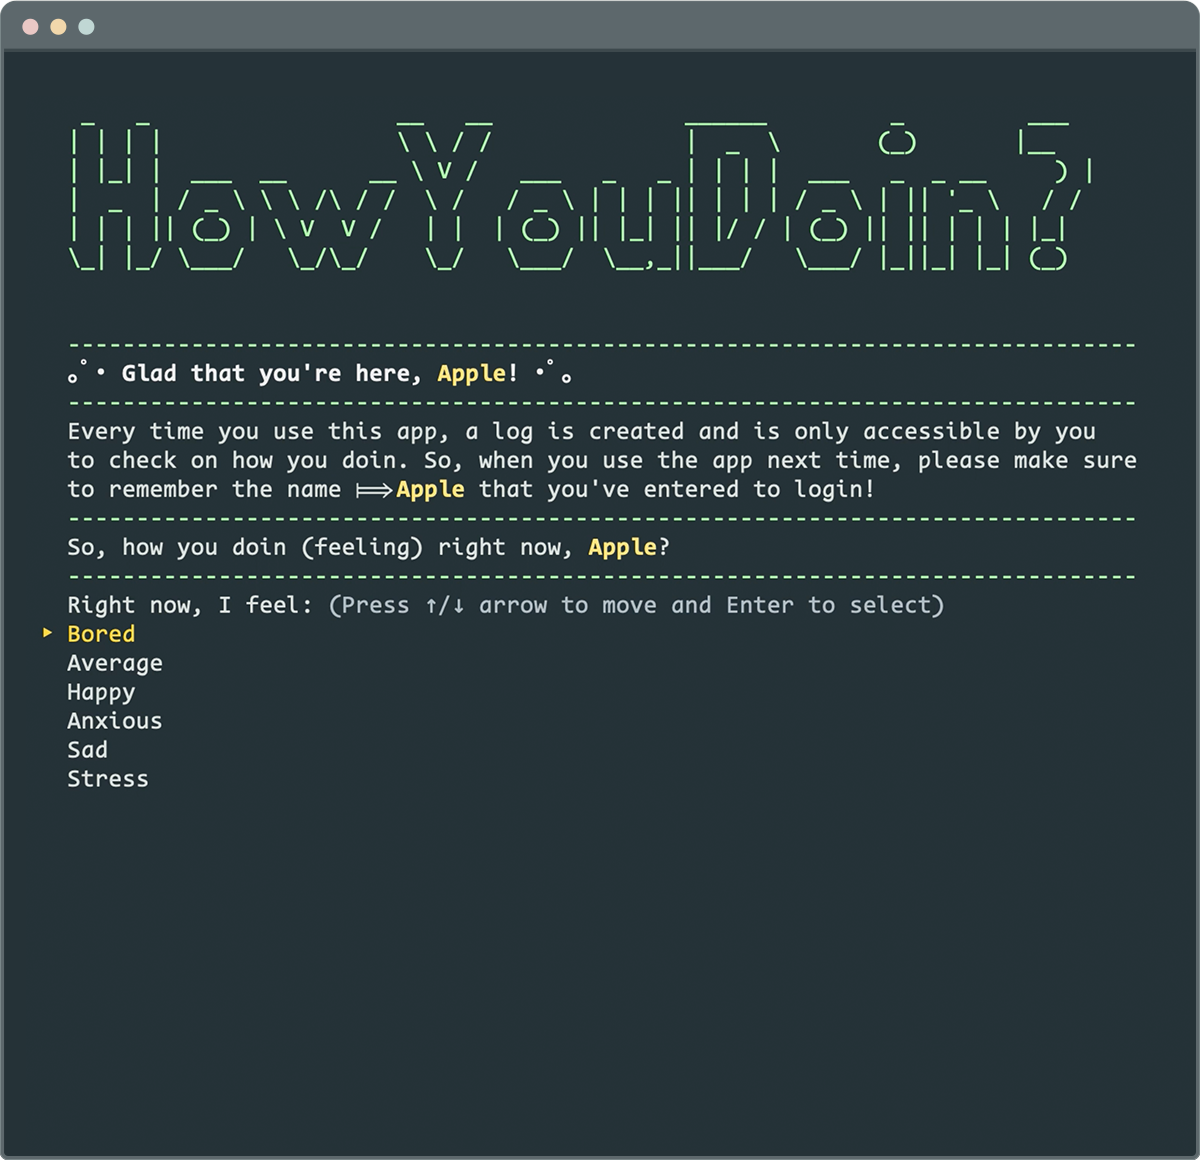 HowYouDoin?
Glad that you're here, Apple!
Every time you use this app, a log is created and is only accessible by you
to check on how you doin. So, when you use the app next time, please make sure
to remember the name ⟾Apple that you've entered to login!
So, how you doin (feeling) right now, Apple?
Right now, I feel: (Press ↑/↓ arrow to move and Enter to select)
▸ Bored
Average
Happy
Anxious
Sad
Stress